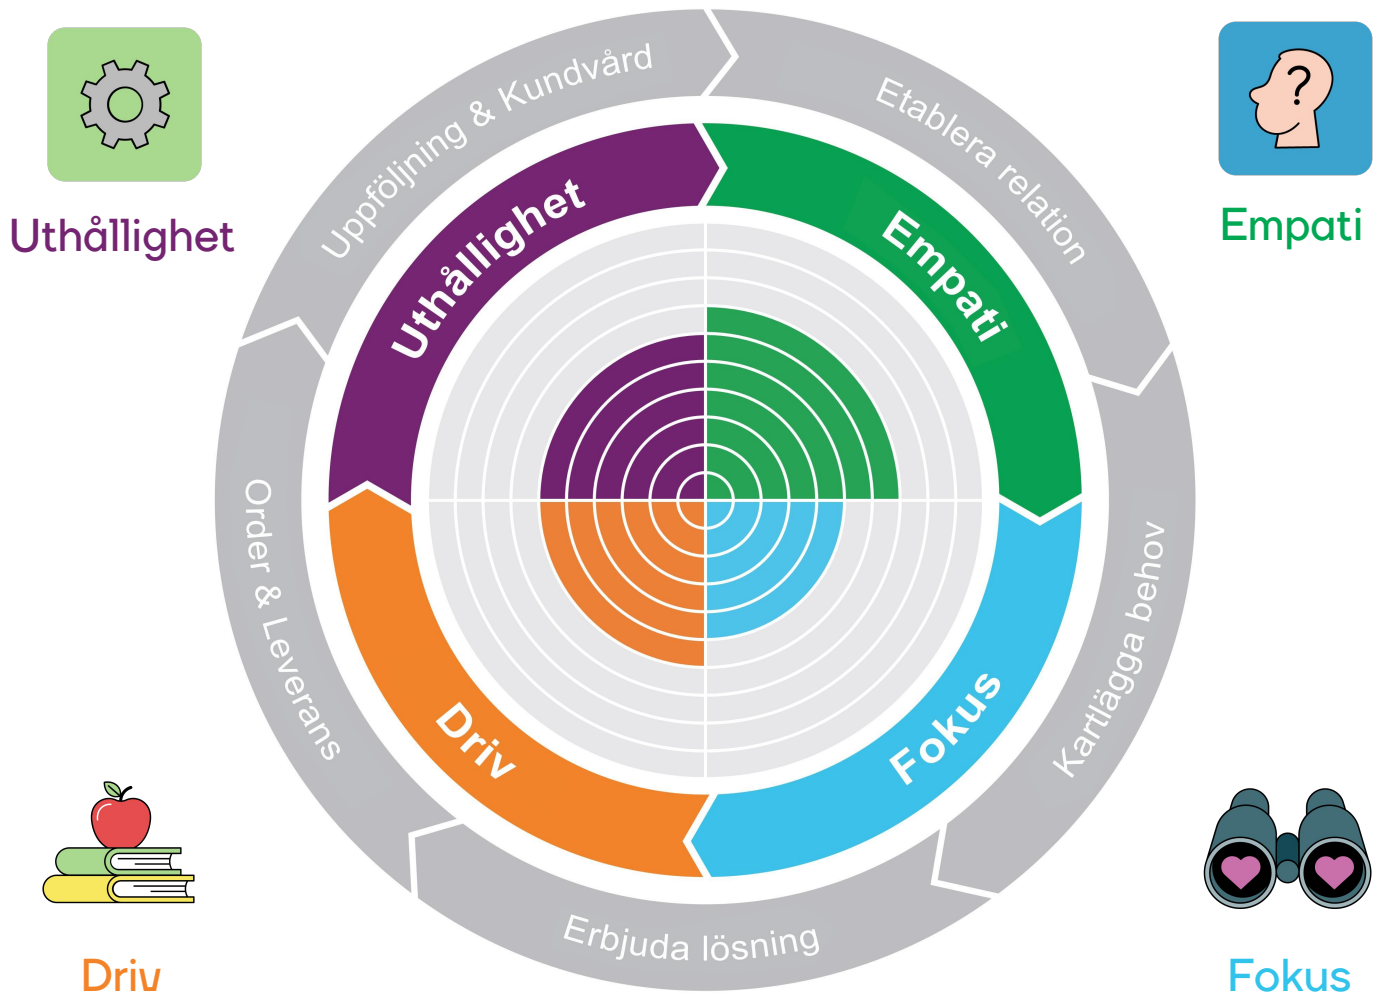 Uppföljning & Kundvård
Etablera relation
Uthållighet
Empati
Uthållighet
Empati
?
Order & Leverans
Kartlägga behov
Driv
Fokus
Erbjuda lösning
Driv
Fokus